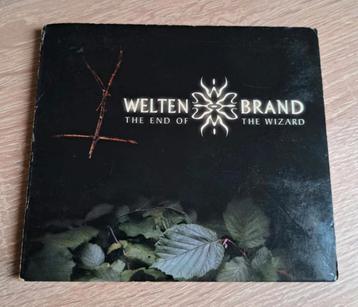 WELTEN BRAND
THE END OF THE WIZARD